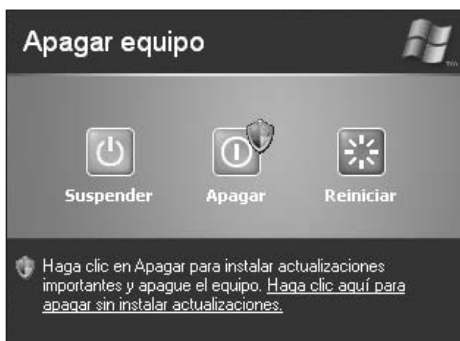 Apagar equipo
Suspender
Apagar
Reiniciar
Haga clic en Apagar para instalar actualizaciones
importantes y apague el equipo. Haga clic aquí para
apagar sin instalar actualizaciones.